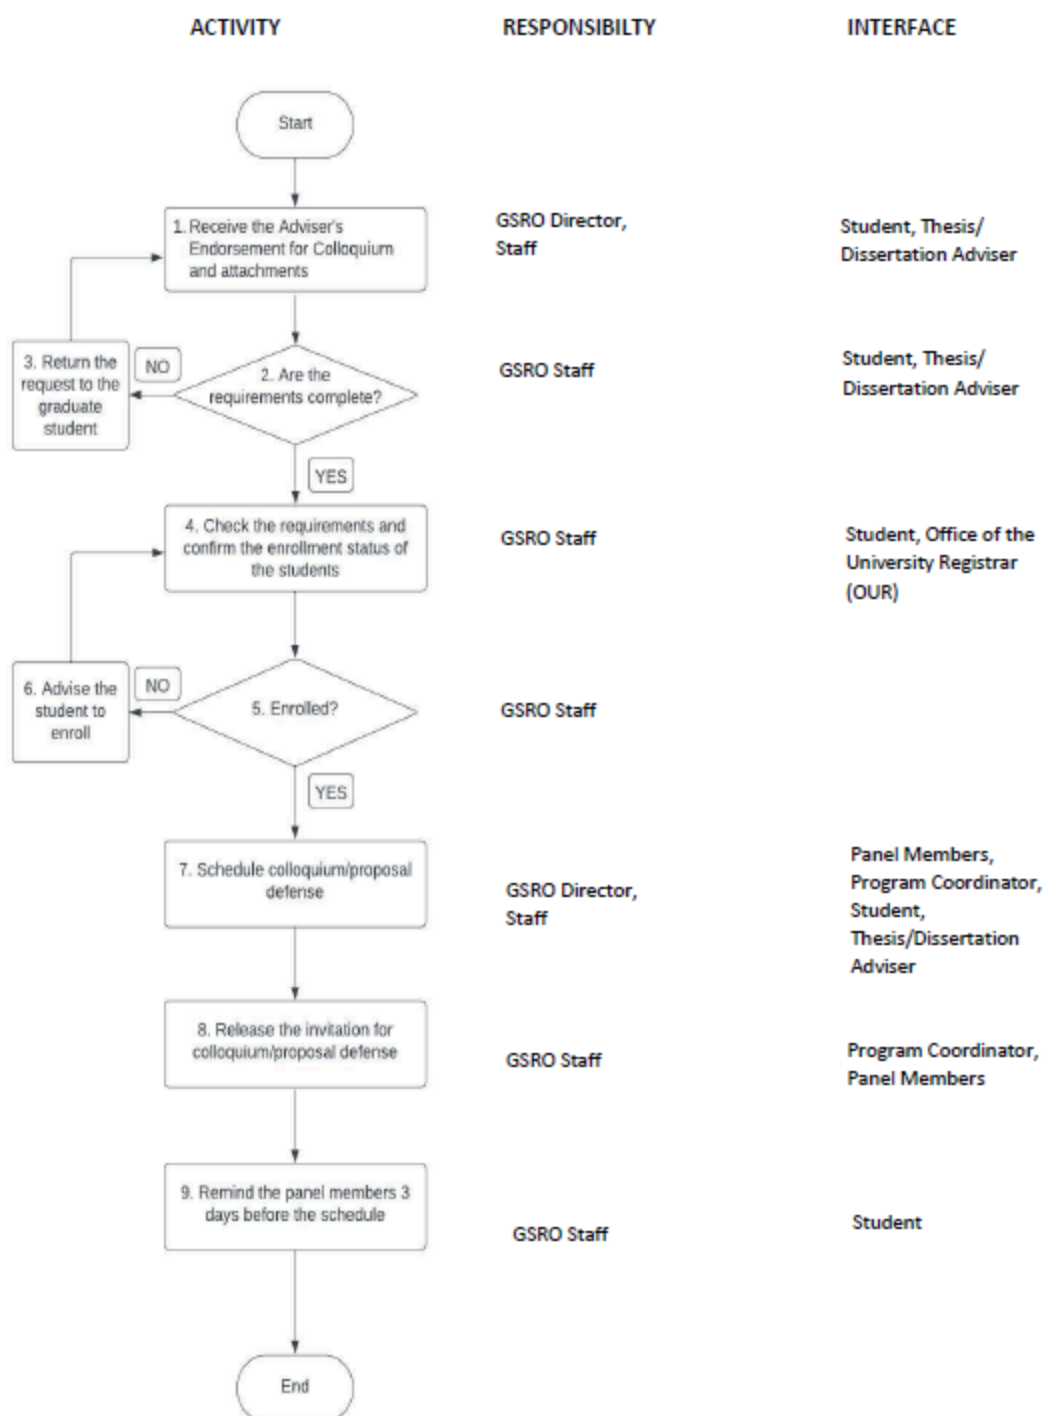 ACTIVITY
RESPONSIBILTY
INTERFACE
Start
1. Receive the Adviser's
Endorsement for Colloquium
and attachments
GSRO Director,
Staff
Student, Thesis/
Dissertation Adviser
3. Return the
request to the
graduate
student
NO
2. Are the
requirements complete?
GSRO Staff
Student, Thesis/
Dissertation Adviser
YES
4. Check the requirements and
confirm the enrollment status of
the students
GSRO Staff
Student, Office of the
University Registrar
(OUR)
6. Advise the
student to
enroll
NO
5. Enrolled?
GSRO Staff
YES
7. Schedule colloquium/proposal
defense
GSRO Director,
Staff
Panel Members,
Program Coordinator,
Student,
Thesis/Dissertation
Adviser
8. Release the invitation for
colloquium/proposal defense
GSRO Staff
Program Coordinator,
Panel Members
9. Remind the panel members 3
days before the schedule
GSRO Staff
Student
End